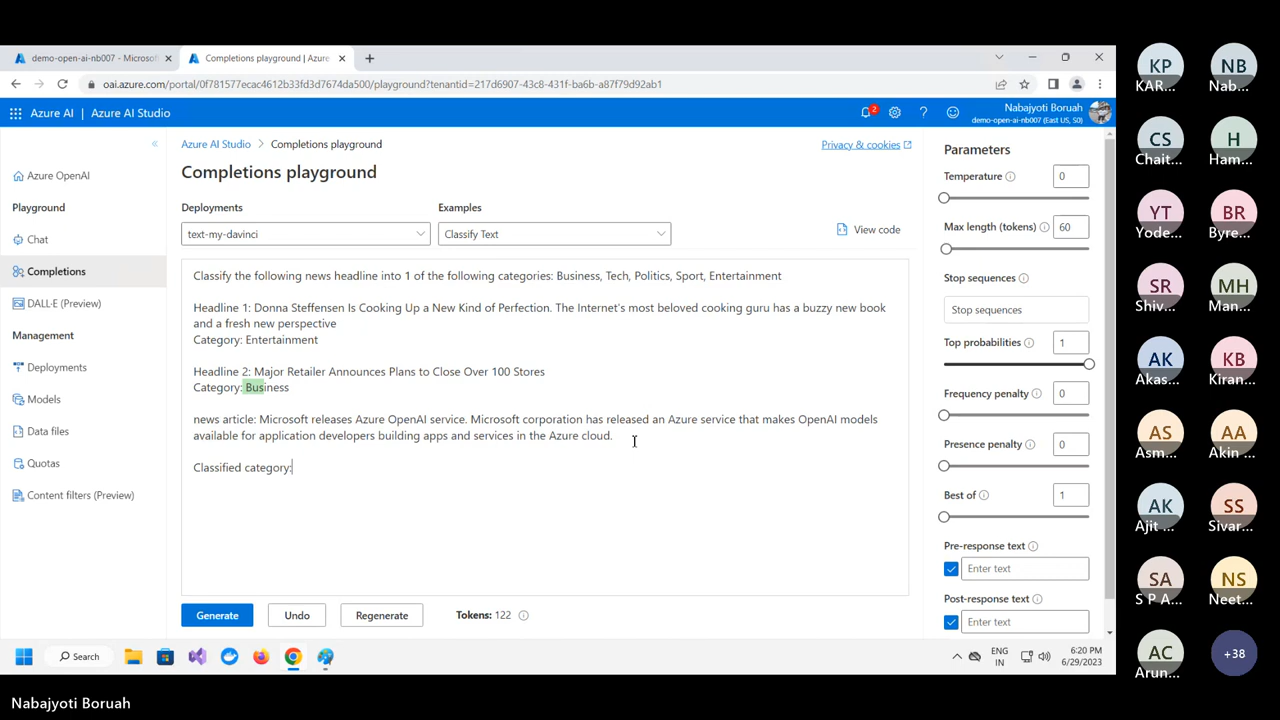 demo-open-ai-nb007 - Microsof
Completions playground | Azure
oai.azure.com/portal/0f781577ecac4612b33fd3d7674da500/playground?tenantid=217d6907-43c8-431f-ba6b-a87f79d92ab1
Azure AI | Azure AI Studio
2
Nabajyoti Boruah
demo-open-ai-nb007 (East US, S0)
Azure AI Studio > Completions playground
Privacy & cookies
Completions playground
Azure OpenAI
Playground
Chat
Completions
DALL·E (Preview)
Management
Deployments
Models
Data files
Quotas
Content filters (Preview)
Deployments
Examples
text-my-davinci
Classify Text
View code
Classify the following news headline into 1 of the following categories: Business, Tech, Politics, Sport, Entertainment
Headline 1: Donna Steffensen Is Cooking Up a New Kind of Perfection. The Internet's most beloved cooking guru has a buzzy new book
and a fresh new perspective
Category: Entertainment
Headline 2: Major Retailer Announces Plans to Close Over 100 Stores
Category: Business
news article: Microsoft releases Azure OpenAI service. Microsoft corporation has released an Azure service that makes OpenAI models
available for application developers building apps and services in the Azure cloud.
Classified category:
Generate
Undo
Regenerate
Tokens: 122
Parameters
Temperature
0
Max length (tokens)
60
Stop sequences
Stop sequences
Top probabilities
1
Frequency penalty
0
Presence penalty
0
Best of
1
Pre-response text
Enter text
Post-response text
Enter text
Search
ENG
IN
6:20 PM
6/29/2023
KP
KAR...
NB
Nab...
CS
Chait...
H
Ham...
YT
Yode...
BR
Byre...
SR
Shiv...
MH
Man...
AK
Akas...
KB
Kiran...
AS
Asm...
AA
Akin ...
AK
Ajit ...
SS
Sivar...
SA
S P A...
NS
Neet...
AC
Arun...
+38
Nabajyoti Boruah